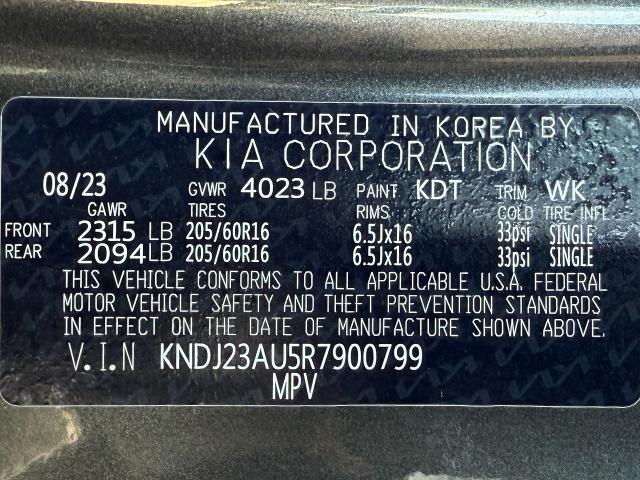 MANUFACTURED IN KOREA BY
KIA CORPORATION
08/23 GVWR 4023 LB PAINT KDT TRIM WK
GAWR TIRES RIMS COLD TIRE INFL
FRONT 2315 LB 205/60R16 6.5Jx16 33psi SINGLE
REAR 2094 LB 205/60R16 6.5Jx16 33psi SINGLE
THIS VEHICLE CONFORMS TO ALL APPLICABLE U.S.A. FEDERAL
MOTOR VEHICLE SAFETY AND THEFT PREVENTION STANDARDS
IN EFFECT ON THE DATE OF MANUFACTURE SHOWN ABOVE.
V.I.N KNDJ23AU5R7900799
MPV